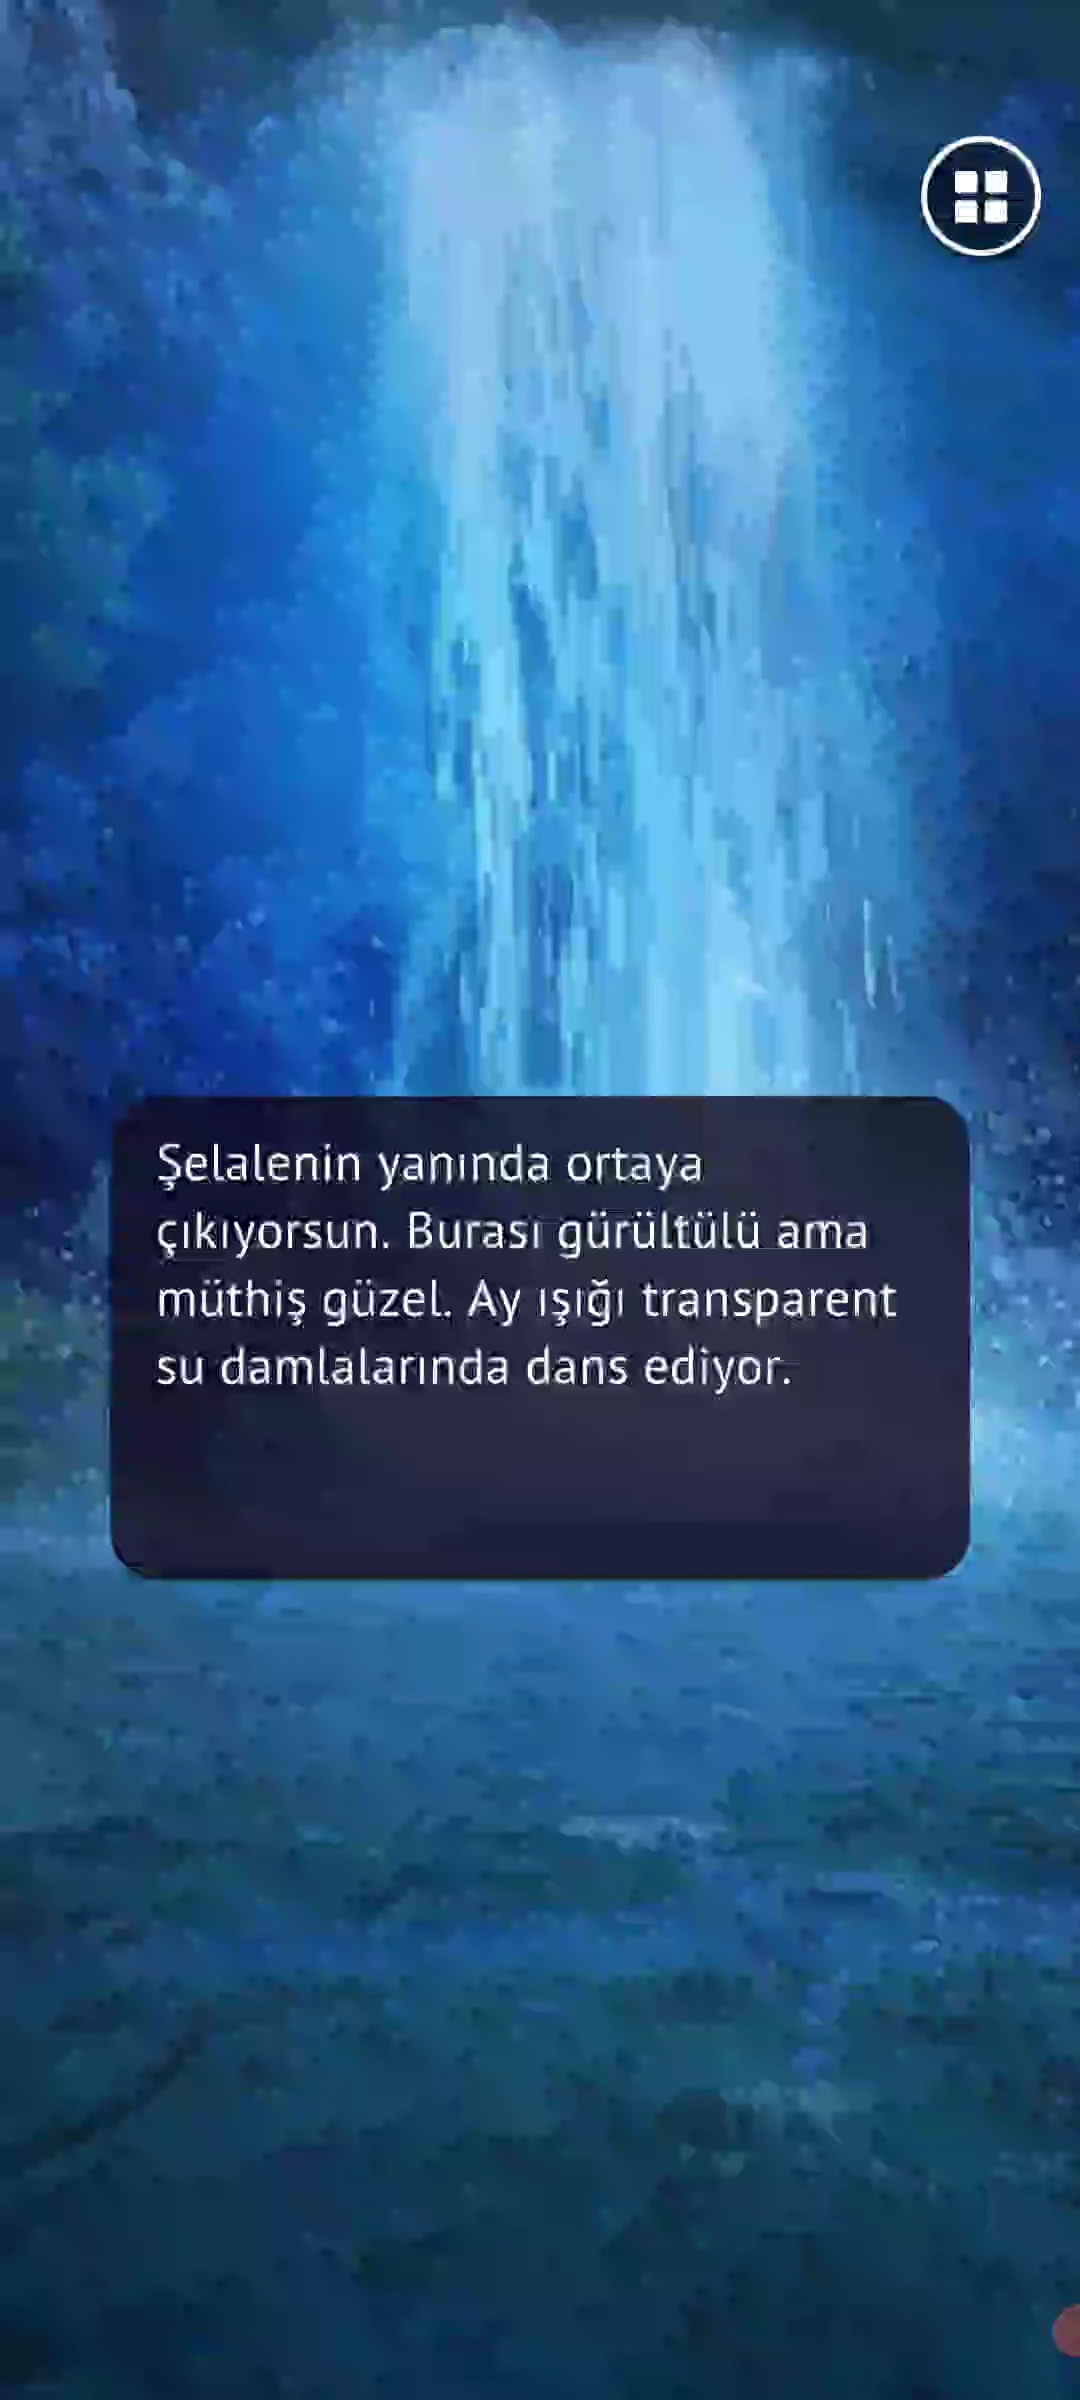 Şelalenin yanında ortaya
çıkıyorsun. Burası gürültülü ama
müthiş güzel. Ay ışığı transparent
su damlalarında dans ediyor.